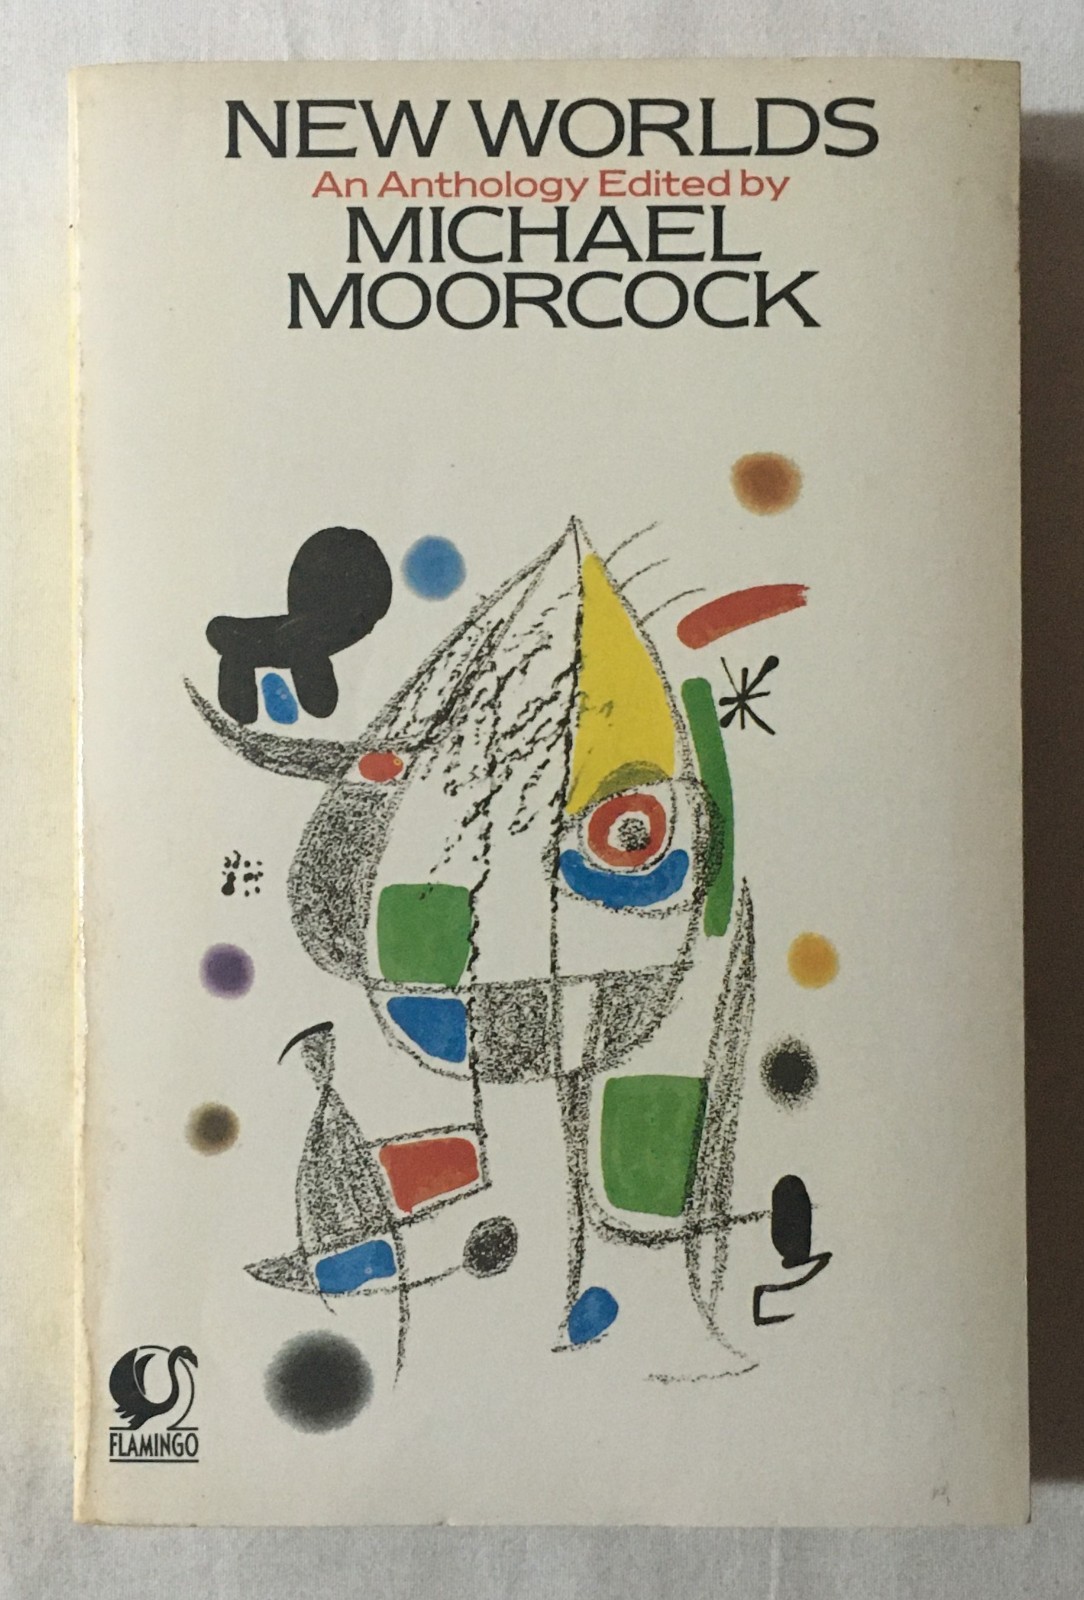 NEW WORLDS
An Anthology Edited by
MICHAEL
MOORCOCK
FLAMINGO